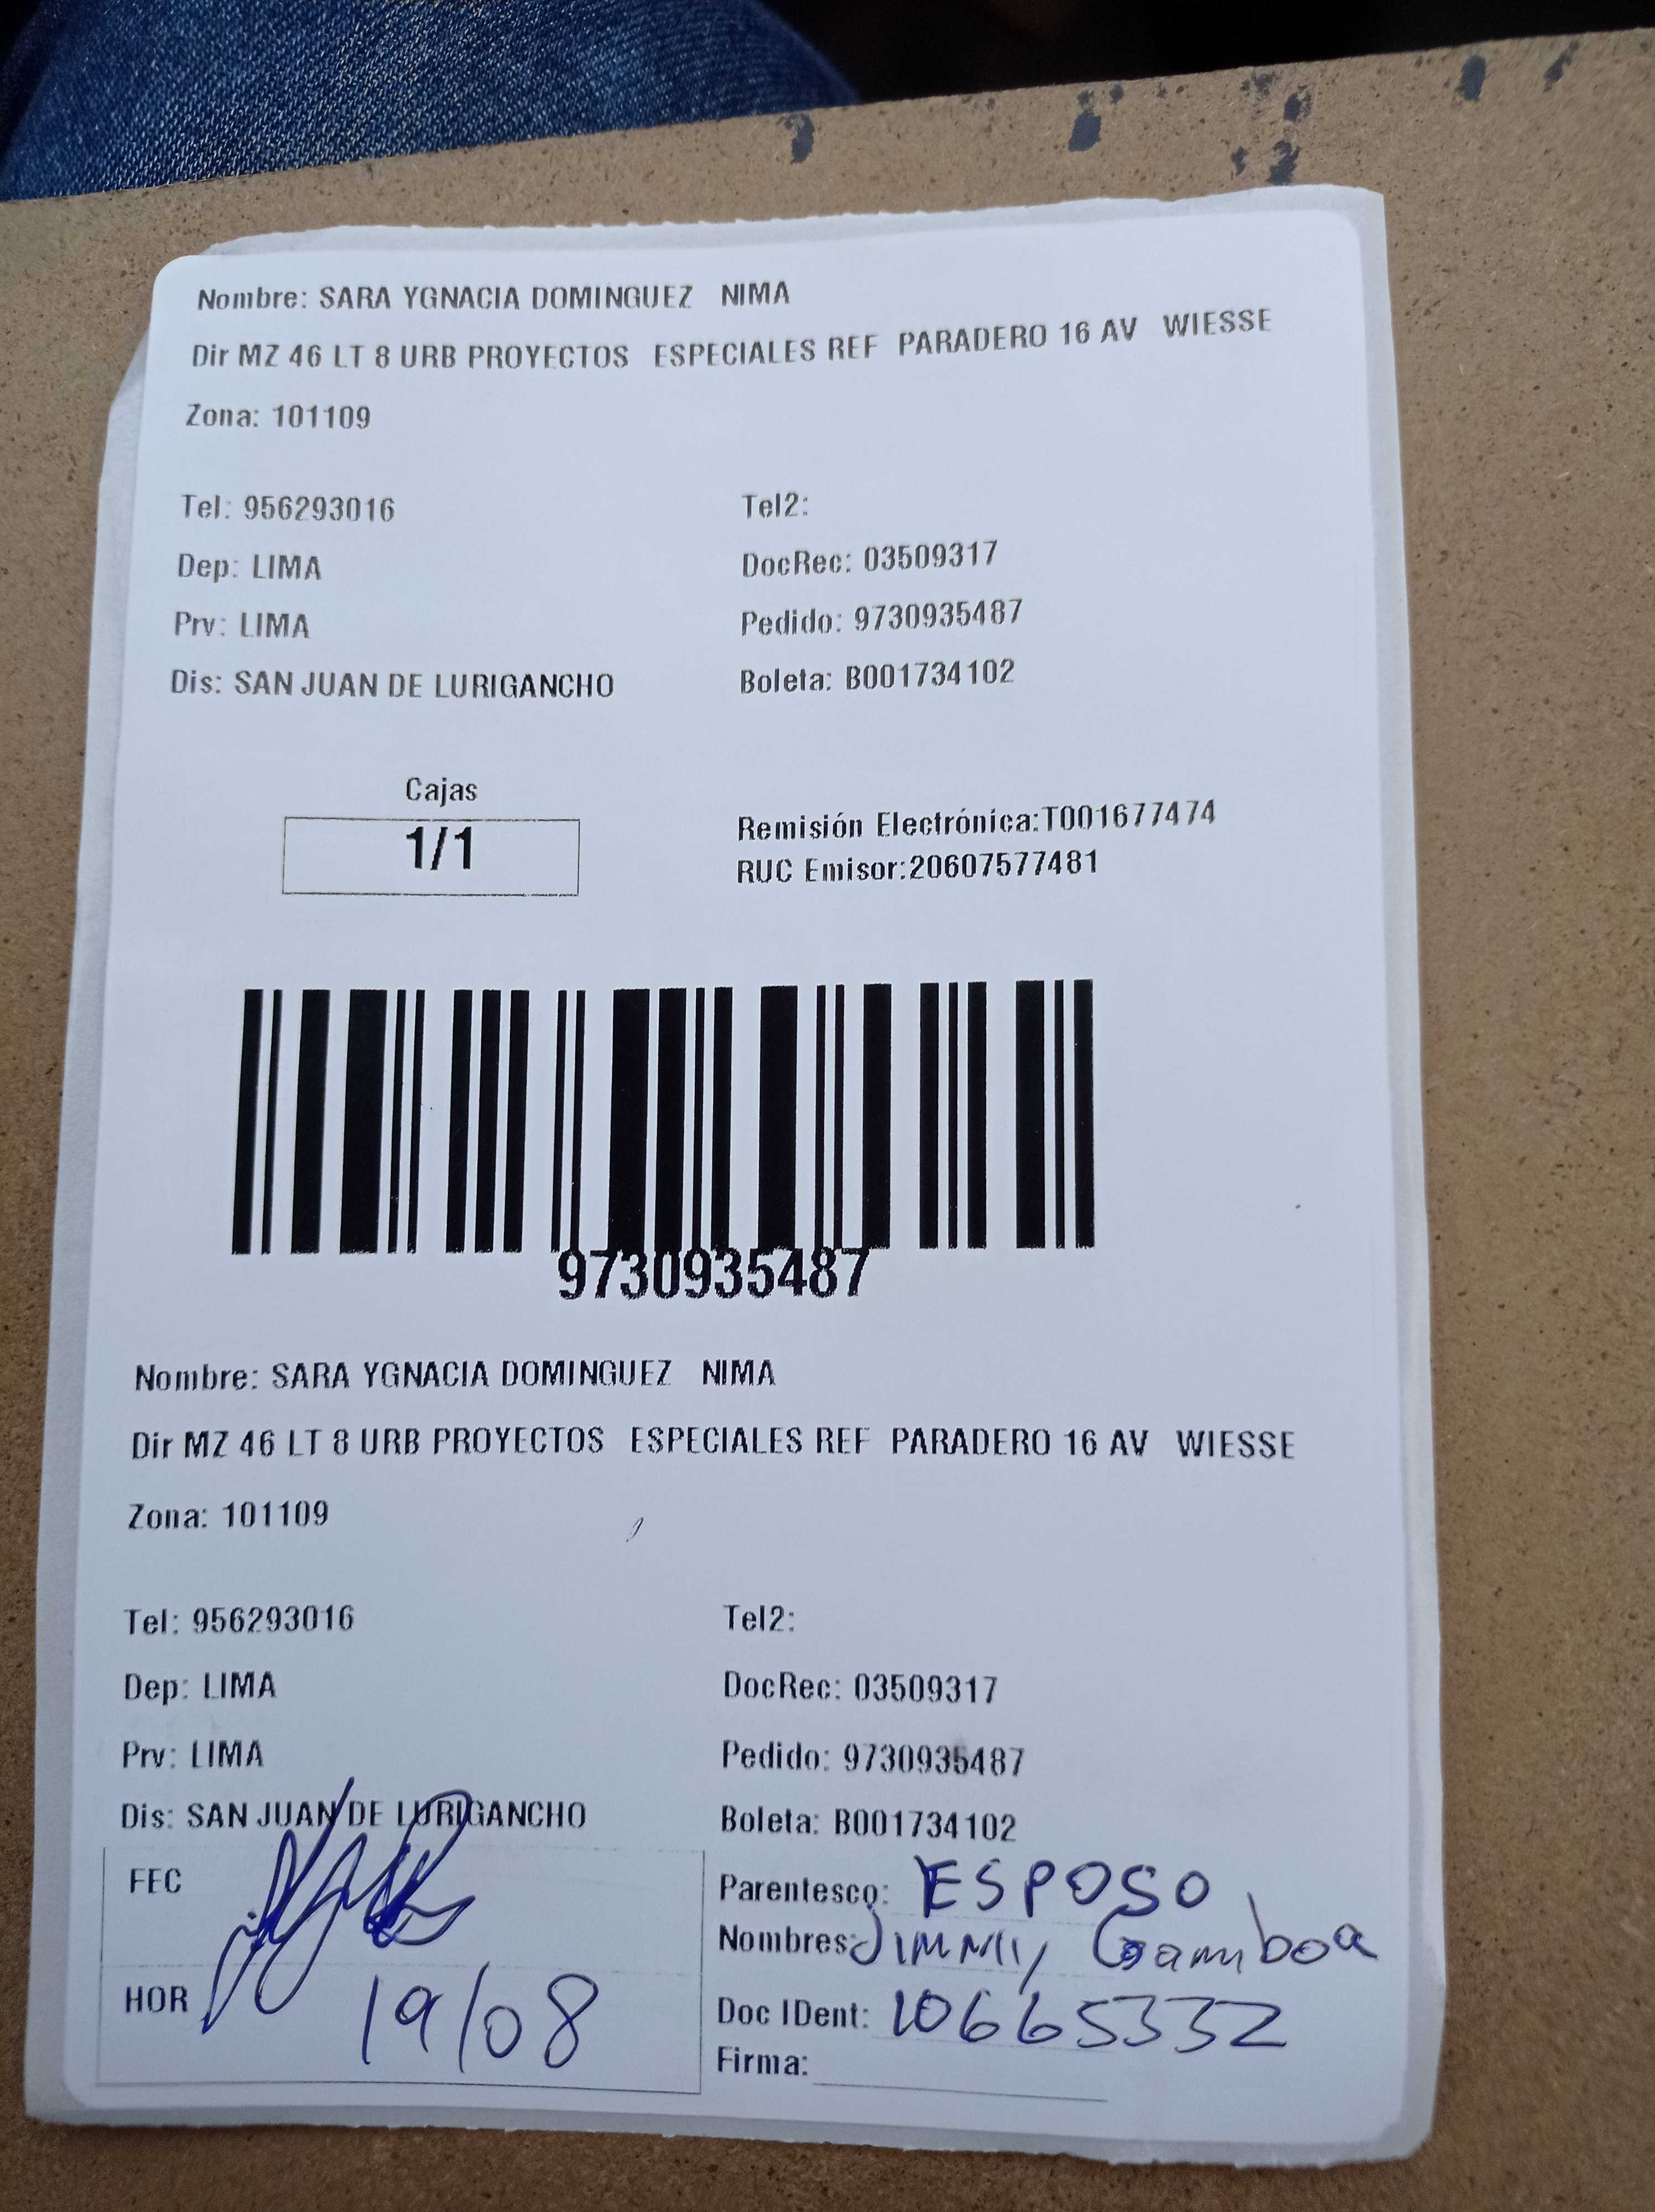 Nombre: SARA YGNACIA DOMINGUEZ NIMA
Dir MZ 46 LT 8 URB PROYECTOS ESPECIALES REF PARADERO 16 AV WIESSE
Zona: 101109
Tel: 956293016 Tel2:
Dep: LIMA DocRec: 03509317
Prv: LIMA Pedido: 9730935487
Dis: SAN JUAN DE LURIGANCHO Boleta: B001734102
Cajas
1/1
Remisión Electrónica:T001677474
RUC Emisor:20607577481
9730935487
Nombre: SARA YGNACIA DOMINGUEZ NIMA
Dir MZ 46 LT 8 URB PROYECTOS ESPECIALES REF PARADERO 16 AV WIESSE
Zona: 101109
Tel: 956293016 Tel2:
Dep: LIMA DocRec: 03509317
Prv: LIMA Pedido: 9730935487
Dis: SAN JUAN DE LURIGANCHO Boleta: B001734102
FEC
HOR 19/08
Parentesco: ESPOSO
Nombres: JIMMY Gamboa
Doc IDent: 10665332
Firma: